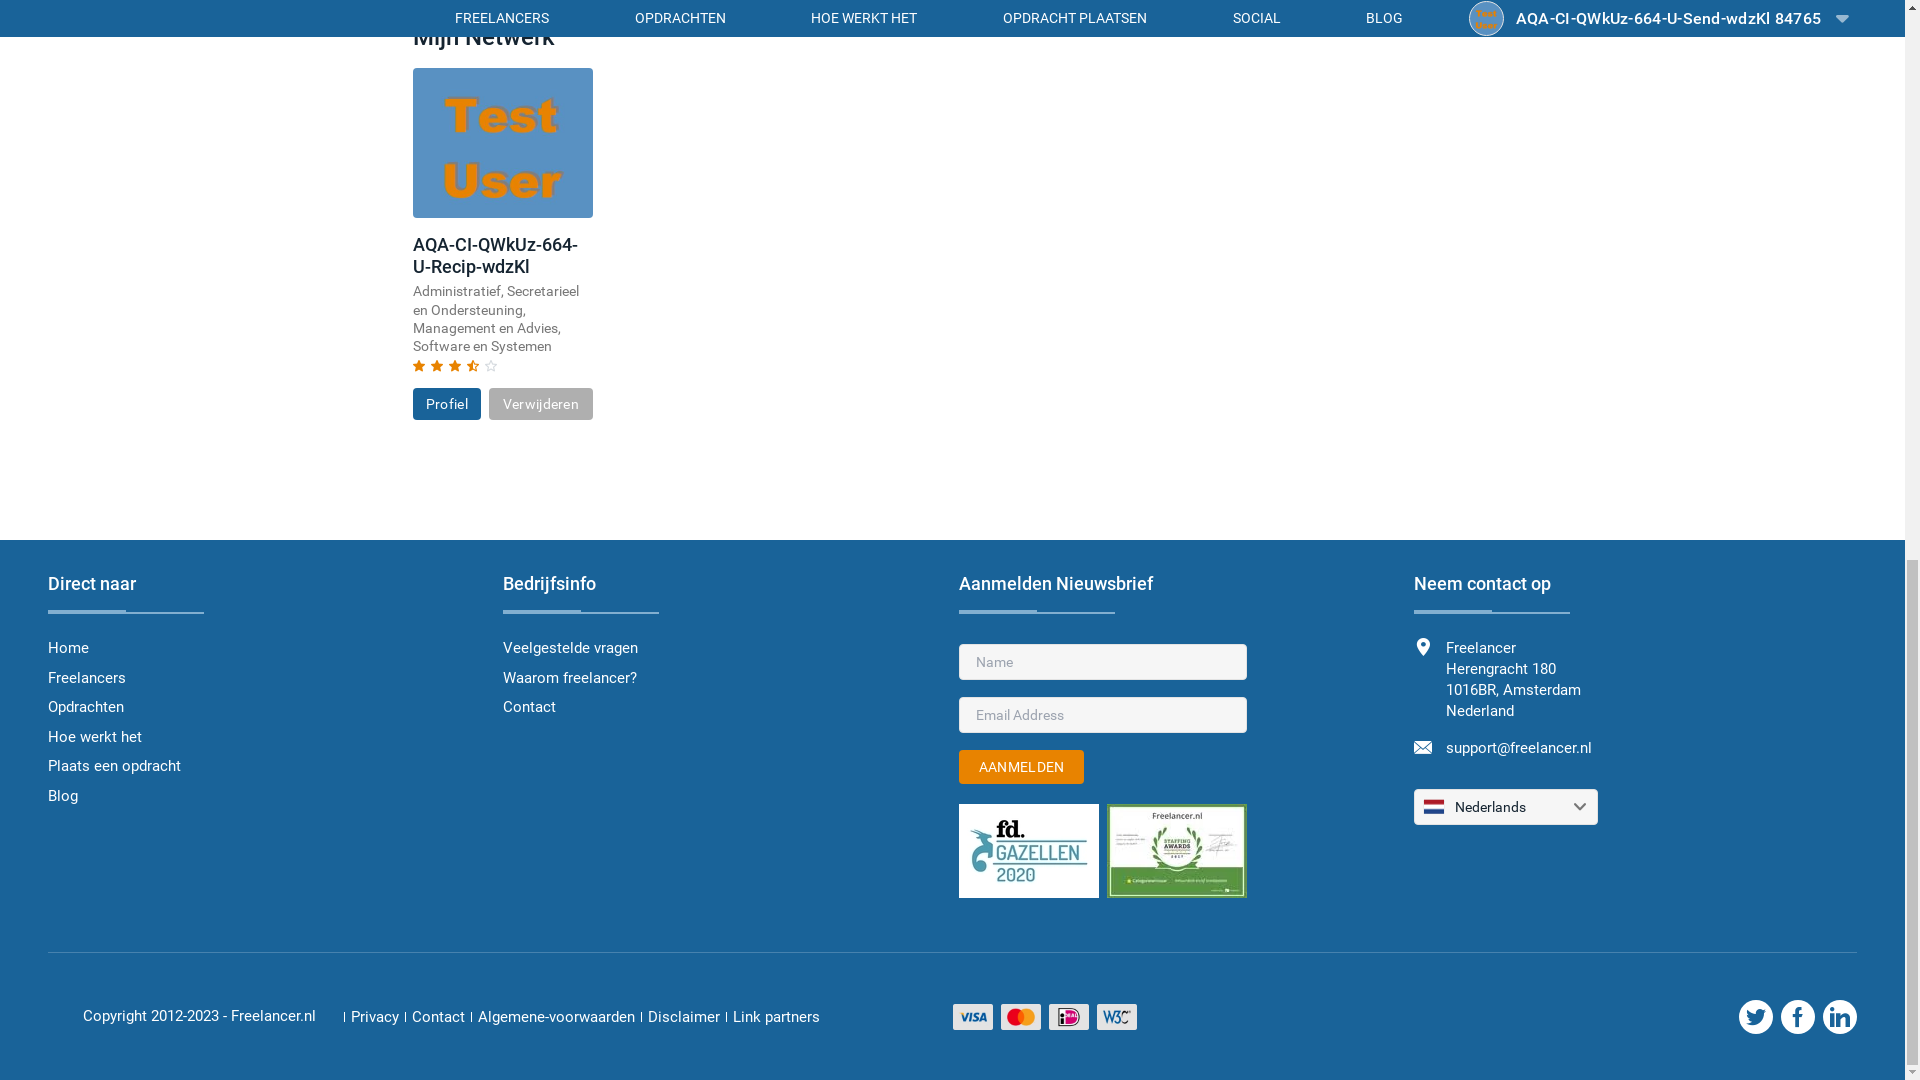 FREELANCERS OPDRACHTEN HOE WERKT HET OPDRACHT PLAATSEN SOCIAL BLOG AQA-CI-QWkUz-664-U-Send-wdzKl 84765
Mijn Netwerk
Test
User
AQA-CI-QWkUz-664-
U-Recip-wdzKl
Administratief, Secretarieel
en Ondersteuning,
Management en Advies,
Software en Systemen
Profiel Verwijderen
Direct naar
Home
Freelancers
Opdrachten
Hoe werkt het
Plaats een opdracht
Blog
Bedrijfsinfo
Veelgestelde vragen
Waarom freelancer?
Contact
Aanmelden Nieuwsbrief
Name
Email Address
AANMELDEN
fd.
GAZELLEN
2020
Freelancer.nl
STAFFING
AWARDS
2017
Neem contact op
Freelancer
Herengracht 180
1016BR, Amsterdam
Nederland
support@freelancer.nl
Nederlands
Copyright 2012-2023 - Freelancer.nl
Privacy Contact Algemene-voorwaarden Disclaimer Link partners
VISA
iDEAL
W3C